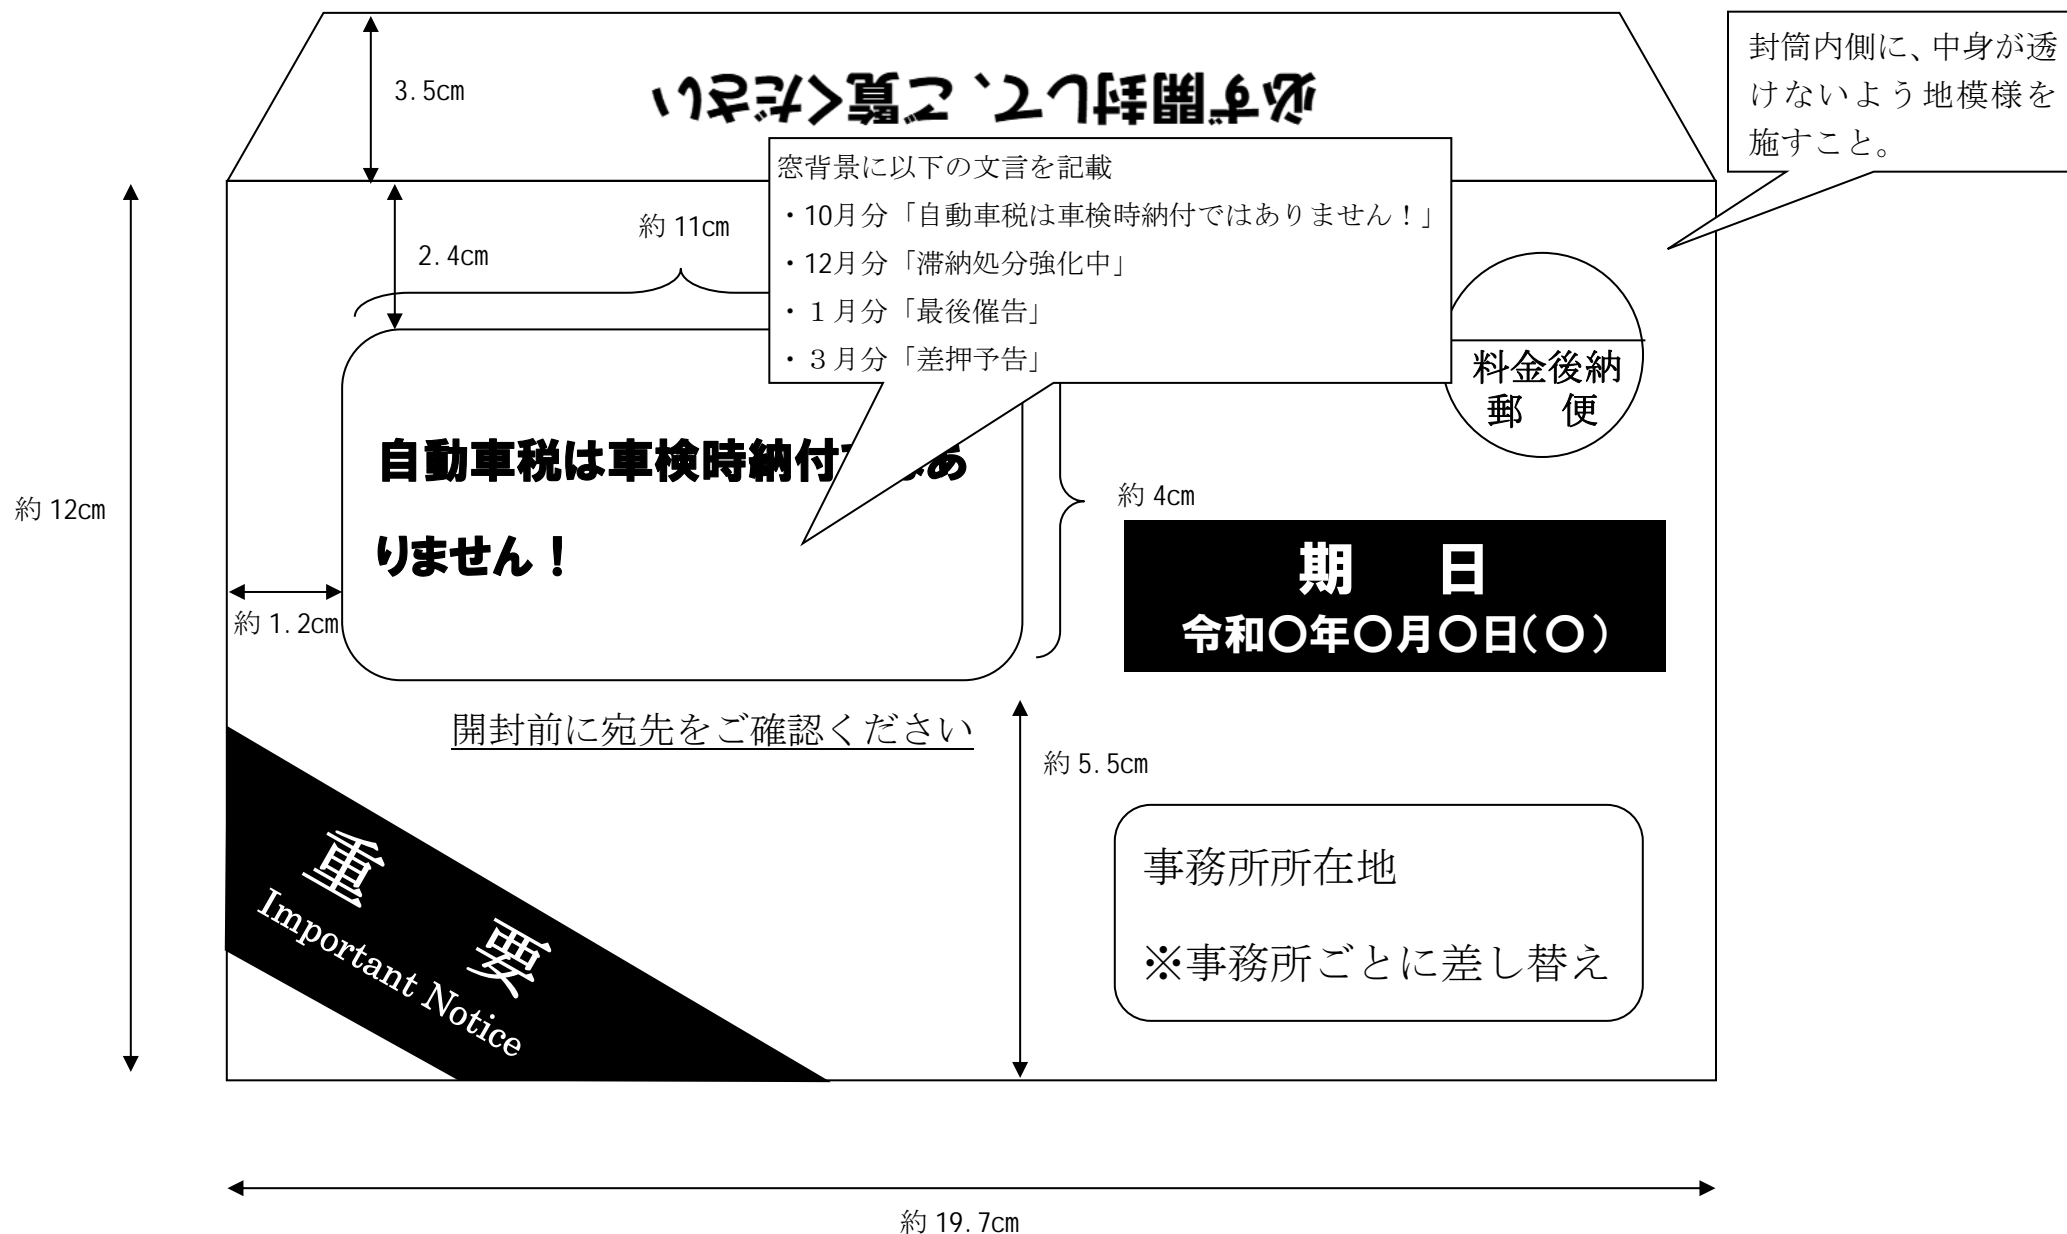 必ず開封して、ご覧ください
封筒内側に、中身が透
けないよう地模様を
施すこと。
3.5cm
窓背景に以下の文言を記載
・10月分「自動車税は車検時納付ではありません！」
・12月分「滞納処分強化中」
・１月分「最後催告」
・３月分「差押予告」
約 11cm
2.4cm
料金後納
郵　便
自動車税は車検時納付ではあ
りません！
約 12cm
約 4cm
期　日
令和〇年〇月〇日（〇）
約 1.2cm
開封前に宛先をご確認ください
約 5.5cm
重　要
Important Notice
事務所所在地
※事務所ごとに差し替え
約 19.7cm